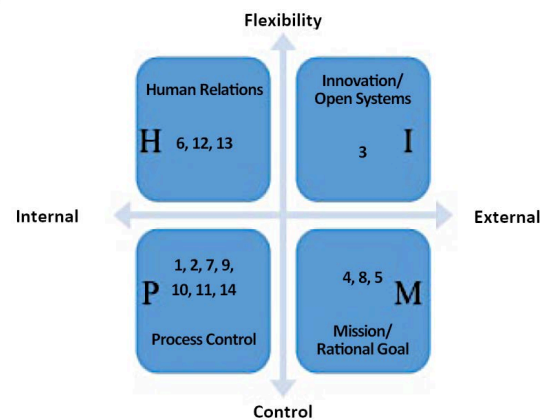 Flexibility
Human Relations
H
6, 12, 13
Innovation/
Open Systems
3
I
Internal
External
1, 2, 7, 9,
10, 11, 14
P
Process Control
4, 8, 5
M
Mission/
Rational Goal
Control